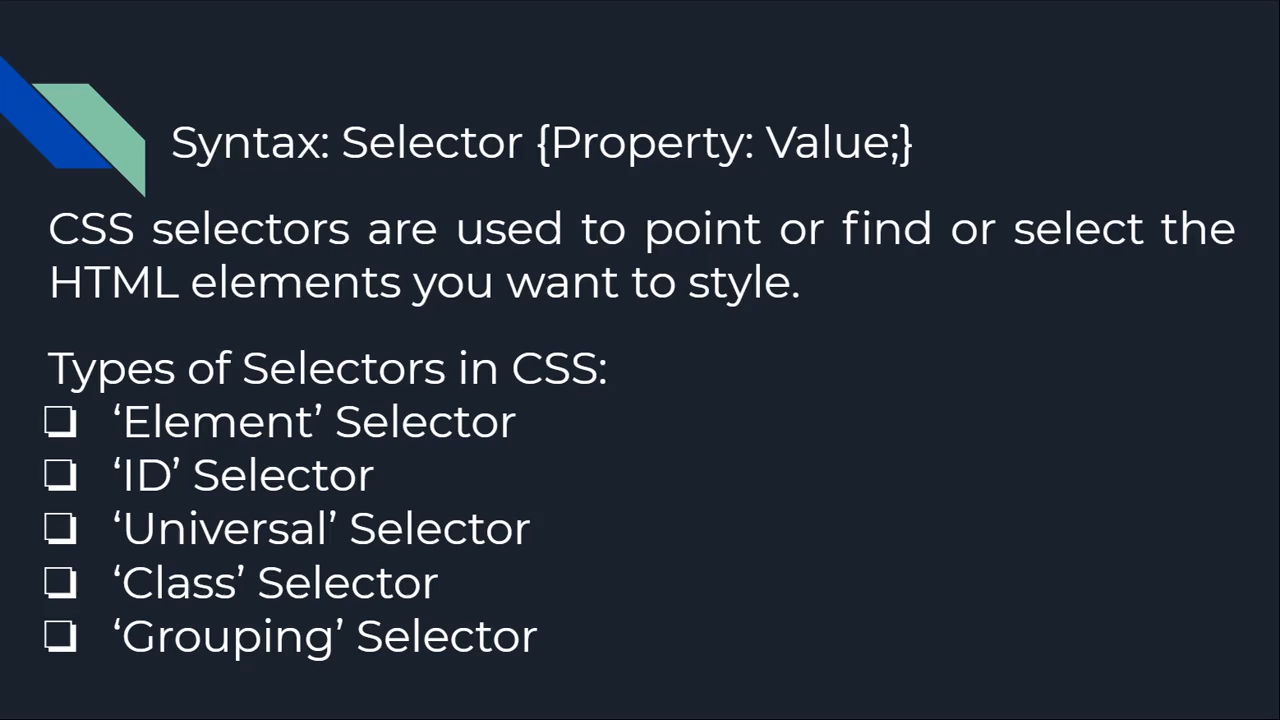 Syntax: Selector {Property: Value;}
CSS selectors are used to point or find or select the
HTML elements you want to style.
Types of Selectors in CSS:
❏ ‘Element’ Selector
❏ ‘ID’ Selector
❏ ‘Universal’ Selector
❏ ‘Class’ Selector
❏ ‘Grouping’ Selector